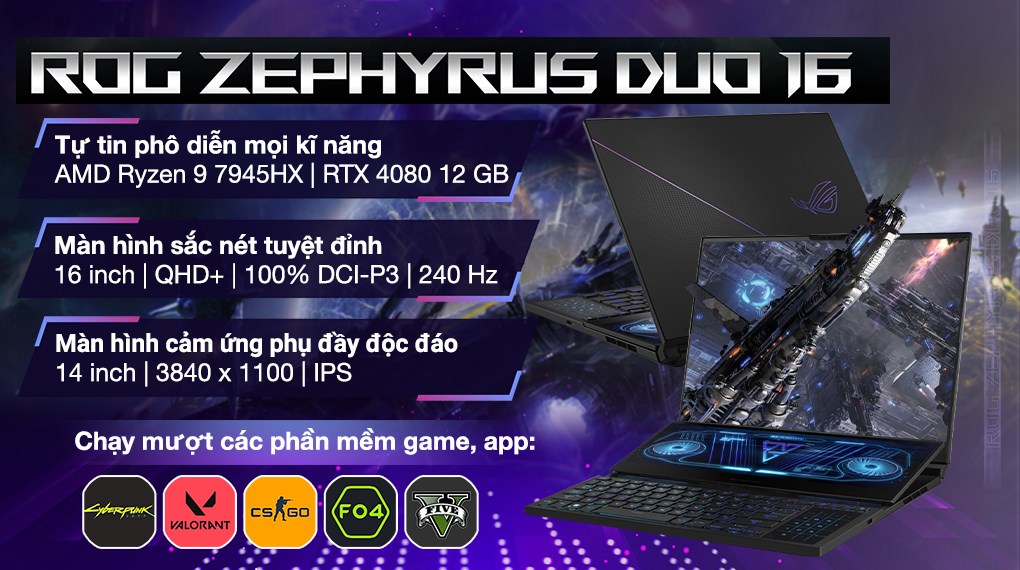 ROG ZEPHYRUS DUO 16
Tự tin phô diễn mọi kĩ năng
AMD Ryzen 9 7945HX | RTX 4080 12 GB
Màn hình sắc nét tuyệt đỉnh
16 inch | QHD+ | 100% DCI-P3 | 240 Hz
Màn hình cảm ứng phụ đầy độc đáo
14 inch | 3840 x 1100 | IPS
Chạy mượt các phần mềm game, app:
CYBERPUNK
VALORANT
CS GO
FO4
V
FIVE